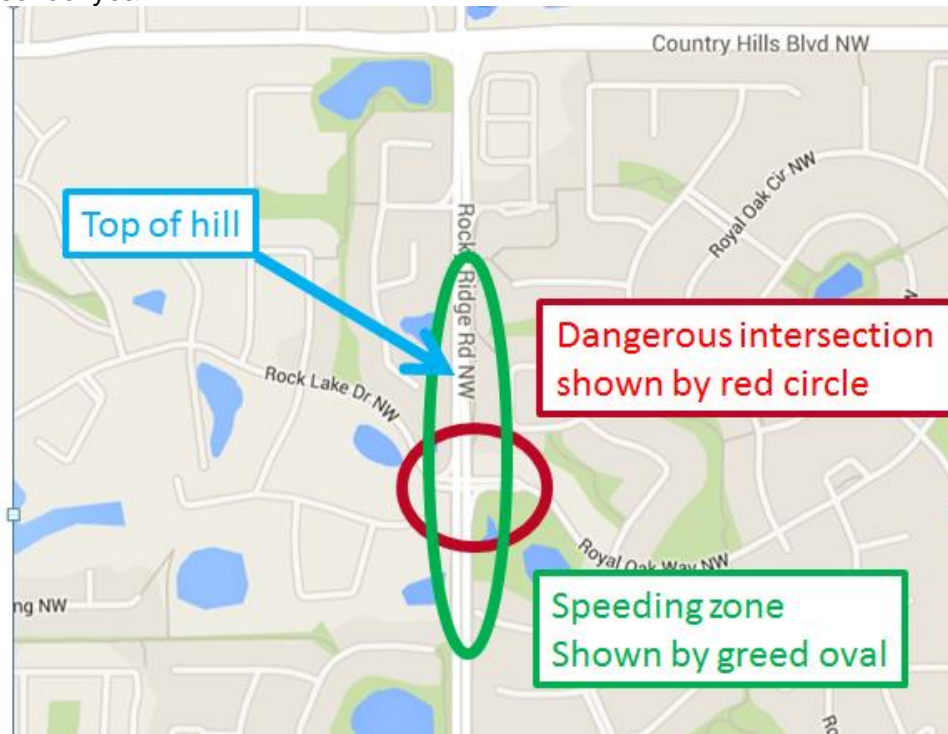 Country Hills Blvd NW
Royal Oak Cir NW
Top of hill
Rocky Ridge Rd NW
Dangerous intersection
shown by red circle
Rock Lake Dr NW
Royal Oak Way NW
ng NW
Speeding zone
Shown by greed oval